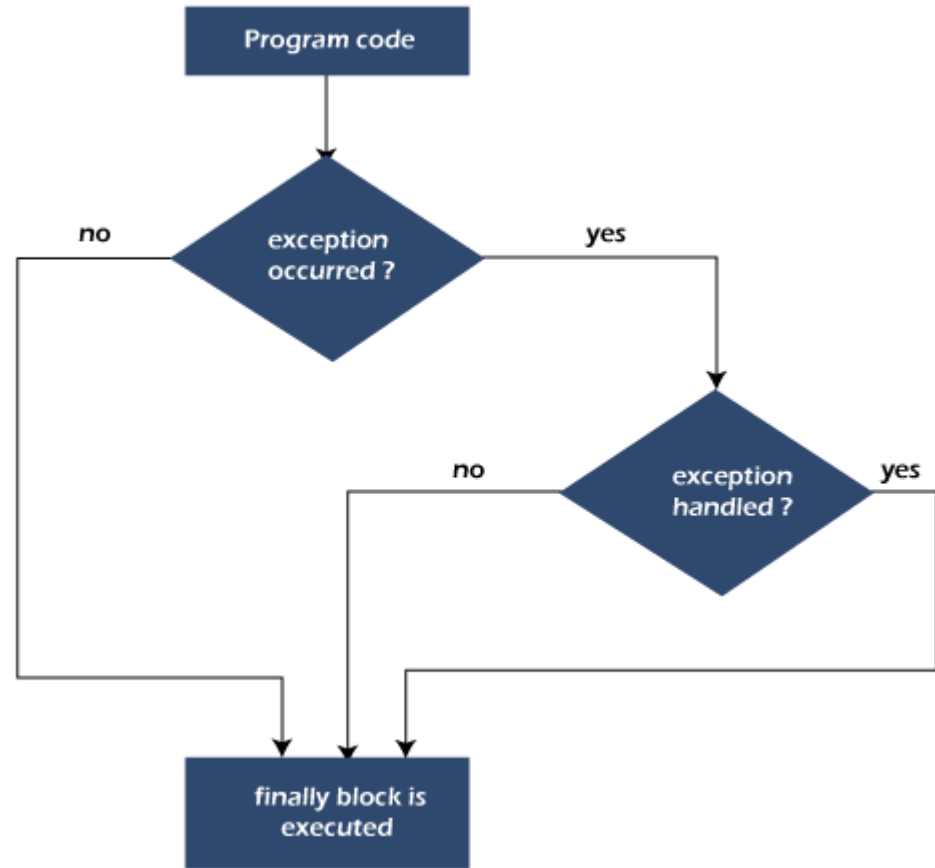 Program code
no
exception
occurred ?
yes
no
exception
handled ?
yes
finally block is
executed